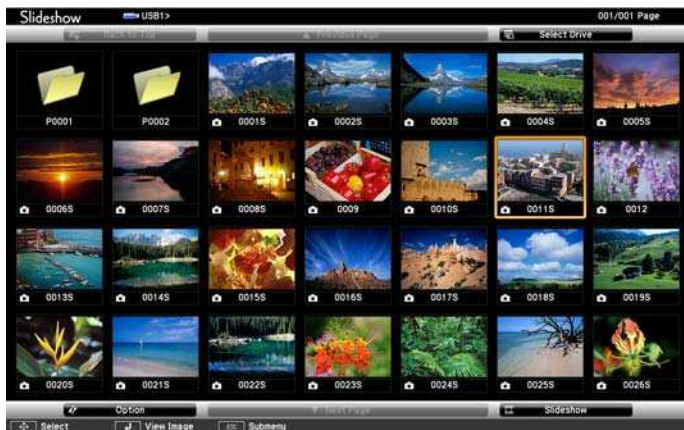 Slideshow USB1> 001/001 Page
Back to Top ▲ Previous Page Select Drive
P0001 P0002 0001S 0002S 0003S 0004S 0005S
0006S 0007S 0008S 0009 0010S 0011S 0012
0013S 0014S 0015S 0016S 0017S 0018S 0019S
0020S 0021S 0022S 0023S 0024S 0025S 0026S
Option ▼ Next Page Slideshow
Select View Image Esc Submenu